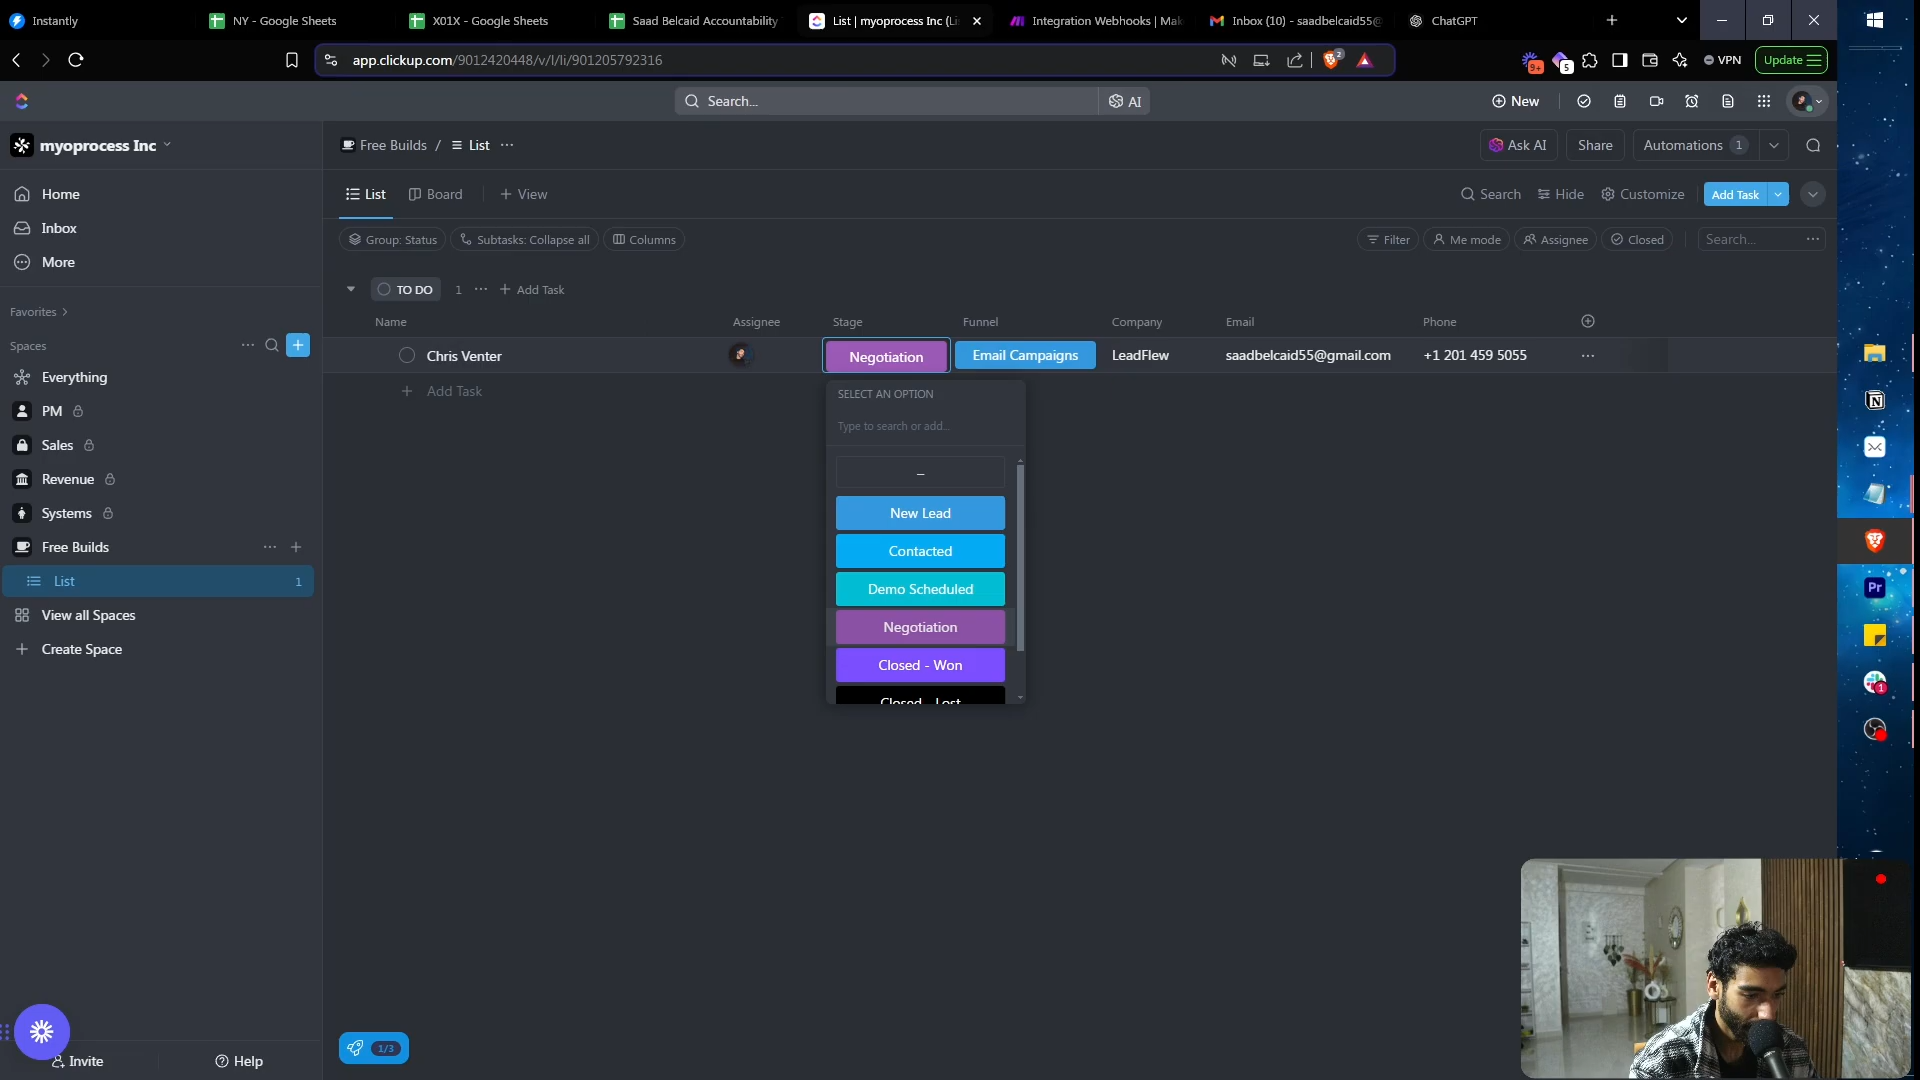 Instantly
NY - Google Sheets
X01X - Google Sheets
Saad Belcaid Accountability
List | myoprocess Inc (Li
Integration Webhooks | Mak
Inbox (10) - saadbelcaid55@
ChatGPT
app.clickup.com/9012420448/v/l/li/901205792316
2
9+
5
VPN
Update
Search...
AI
New
myoprocess Inc
Free Builds / List
Ask AI
Share
Automations 1
Home
Inbox
More
List
Board
+ View
Search
Hide
Customize
Add Task
Group: Status
Subtasks: Collapse all
Columns
Filter
Me mode
Assignee
Closed
Search...
Favorites
Spaces
Everything
PM
Sales
Revenue
Systems
Free Builds
List 1
View all Spaces
Create Space
TO DO 1
+ Add Task
Name
Assignee
Stage
Funnel
Company
Email
Phone
Chris Venter
Negotiation
Email Campaigns
LeadFlew
saadbelcaid55@gmail.com
+1 201 459 5055
+ Add Task
SELECT AN OPTION
Type to search or add...
–
New Lead
Contacted
Demo Scheduled
Negotiation
Closed - Won
Closed - Lost
Pr
1
1/3
Invite
Help